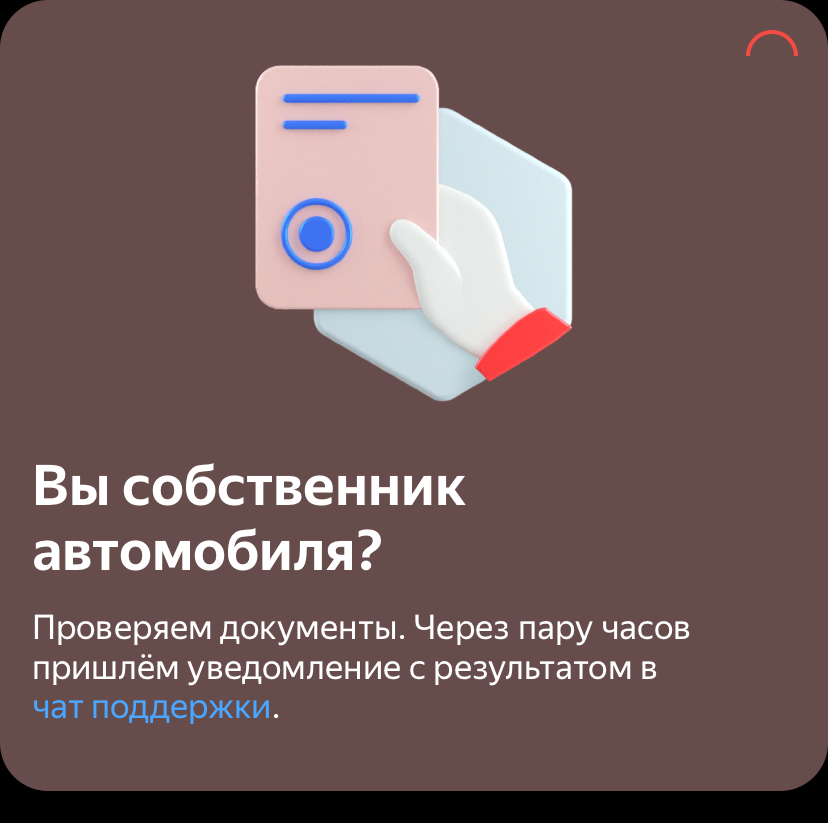 Вы собственник
автомобиля?
Проверяем документы. Через пару часов
пришлём уведомление с результатом в
чат поддержки.